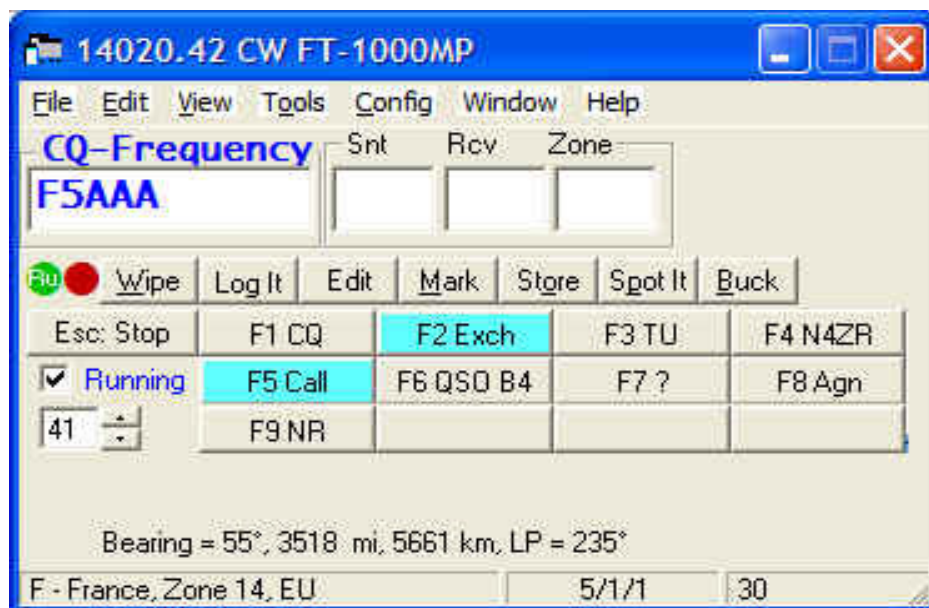 14020.42 CW FT-1000MP
File Edit View Tools Config Window Help
CQ-Frequency Snt Rcv Zone
F5AAA
Ru Wipe Log It Edit Mark Store Spot It Buck
Esc: Stop F1 CQ F2 Exch F3 TU F4 N4ZR
Running F5 Call F6 QSO B4 F7 ? F8 Agn
41 F9 NR
Bearing = 55°, 3518 mi, 5661 km, LP = 235°
F - France, Zone 14, EU 5/1/1 30